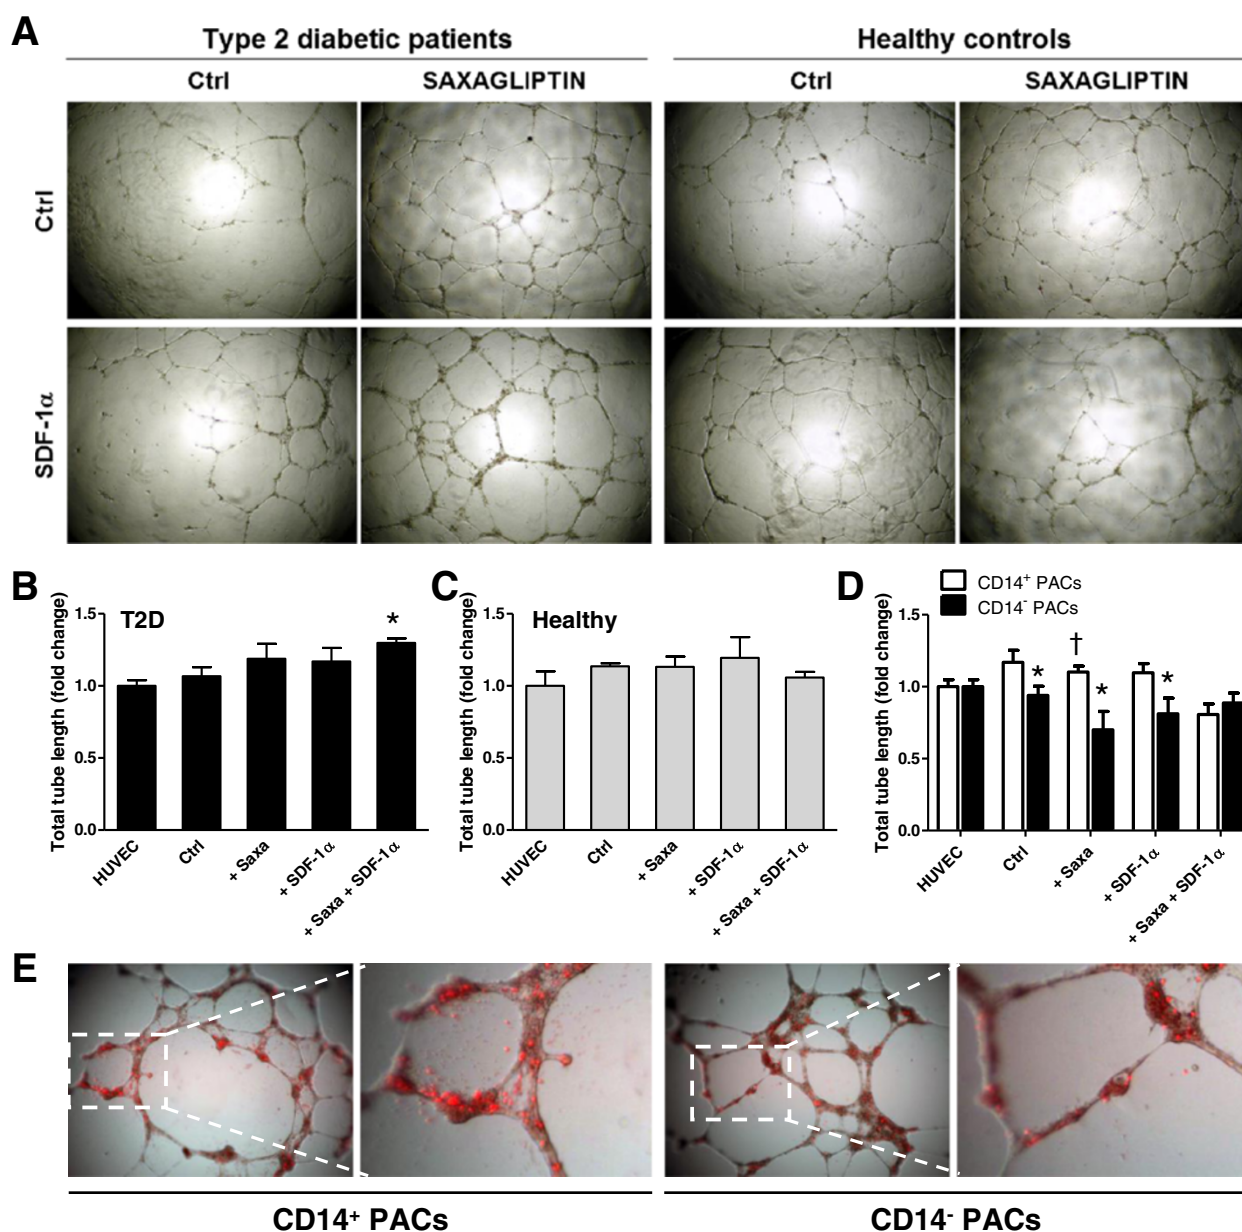 A
Type 2 diabetic patients
Healthy controls
Ctrl
SAXAGLIPTIN
Ctrl
SAXAGLIPTIN
Ctrl
SDF-1α
B
T2D
Total tube length (fold change)
1.5
1.0
0.5
0.0
*
HUVEC
Ctrl
+ Saxa
+ SDF-1α
+ Saxa + SDF-1α
C
Healthy
Total tube length (fold change)
1.5
1.0
0.5
0.0
HUVEC
Ctrl
+ Saxa
+ SDF-1α
+ Saxa + SDF-1α
D
CD14⁺ PACs
CD14⁻ PACs
Total tube length (fold change)
1.5
1.0
0.5
0.0
*
†
*
*
HUVEC
Ctrl
+ Saxa
+ SDF-1α
+ Saxa + SDF-1α
E
CD14⁺ PACs
CD14⁻ PACs